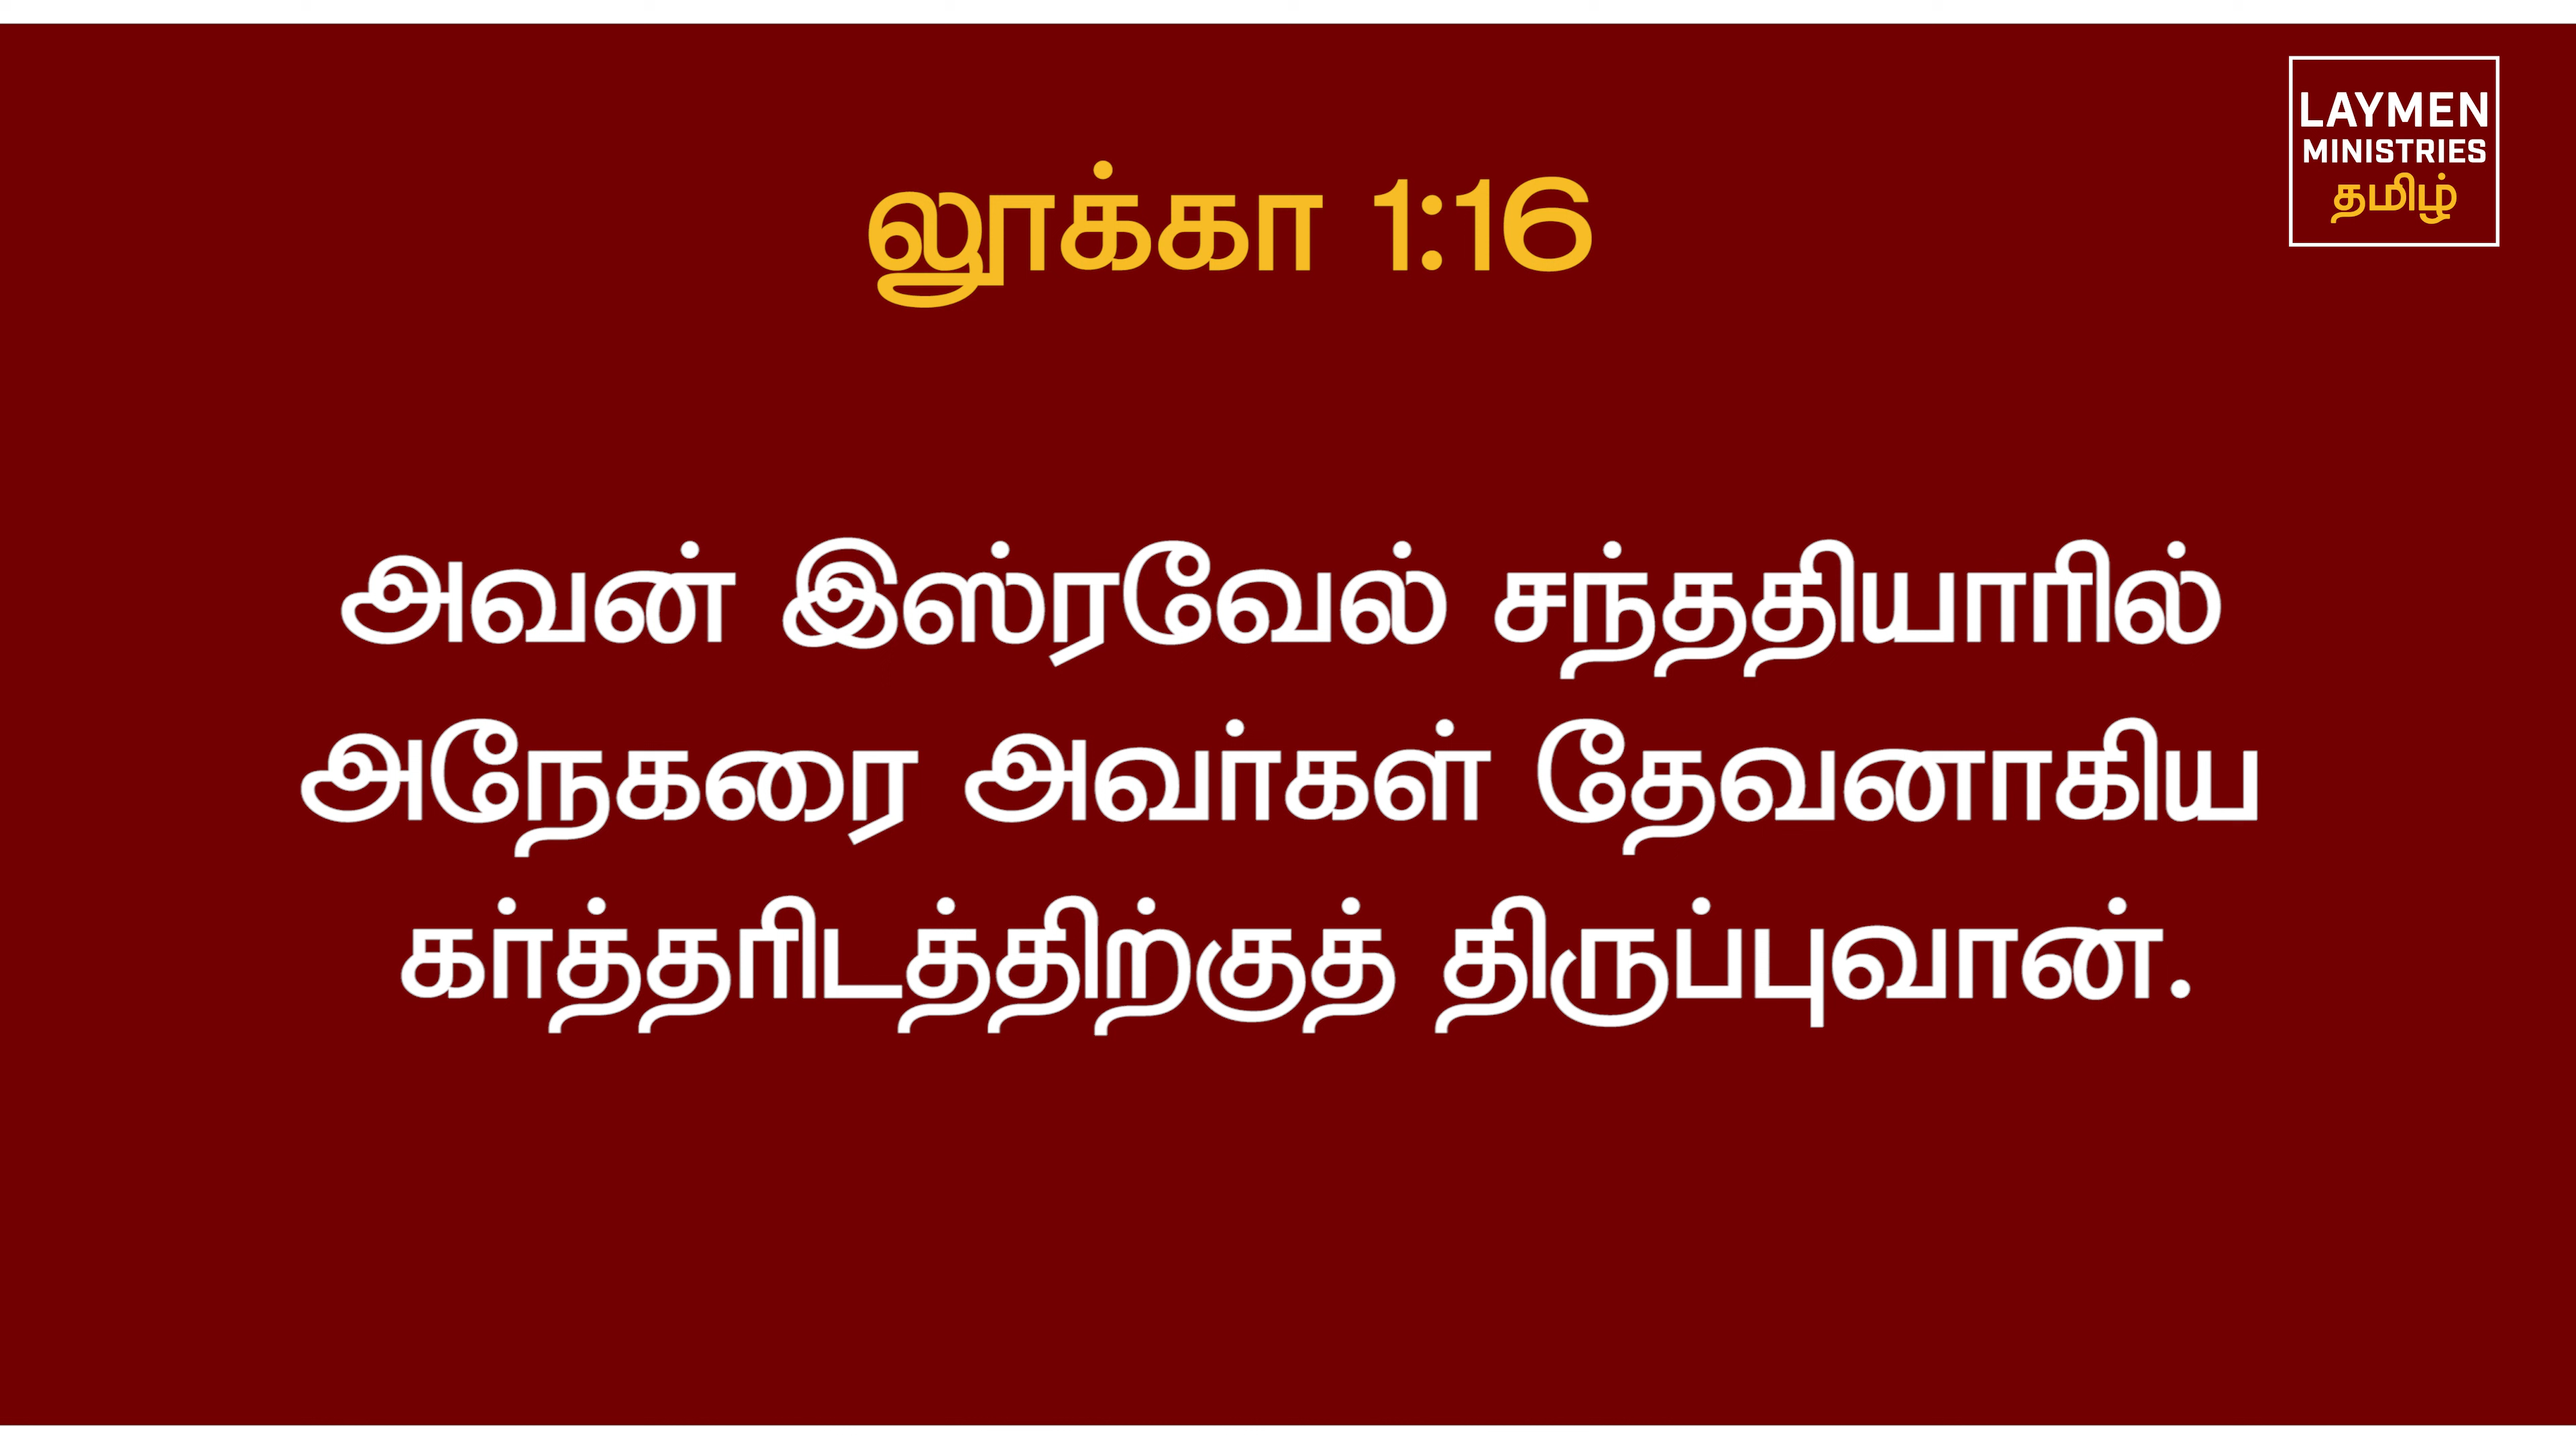 LAYMEN
MINISTRIES
தமிழ்
லூக்கா 1:16
அவன் இஸ்ரவேல் சந்ததியாரில்
அநேகரை அவர்கள் தேவனாகிய
கர்த்தரிடத்திற்குத் திருப்புவான்.